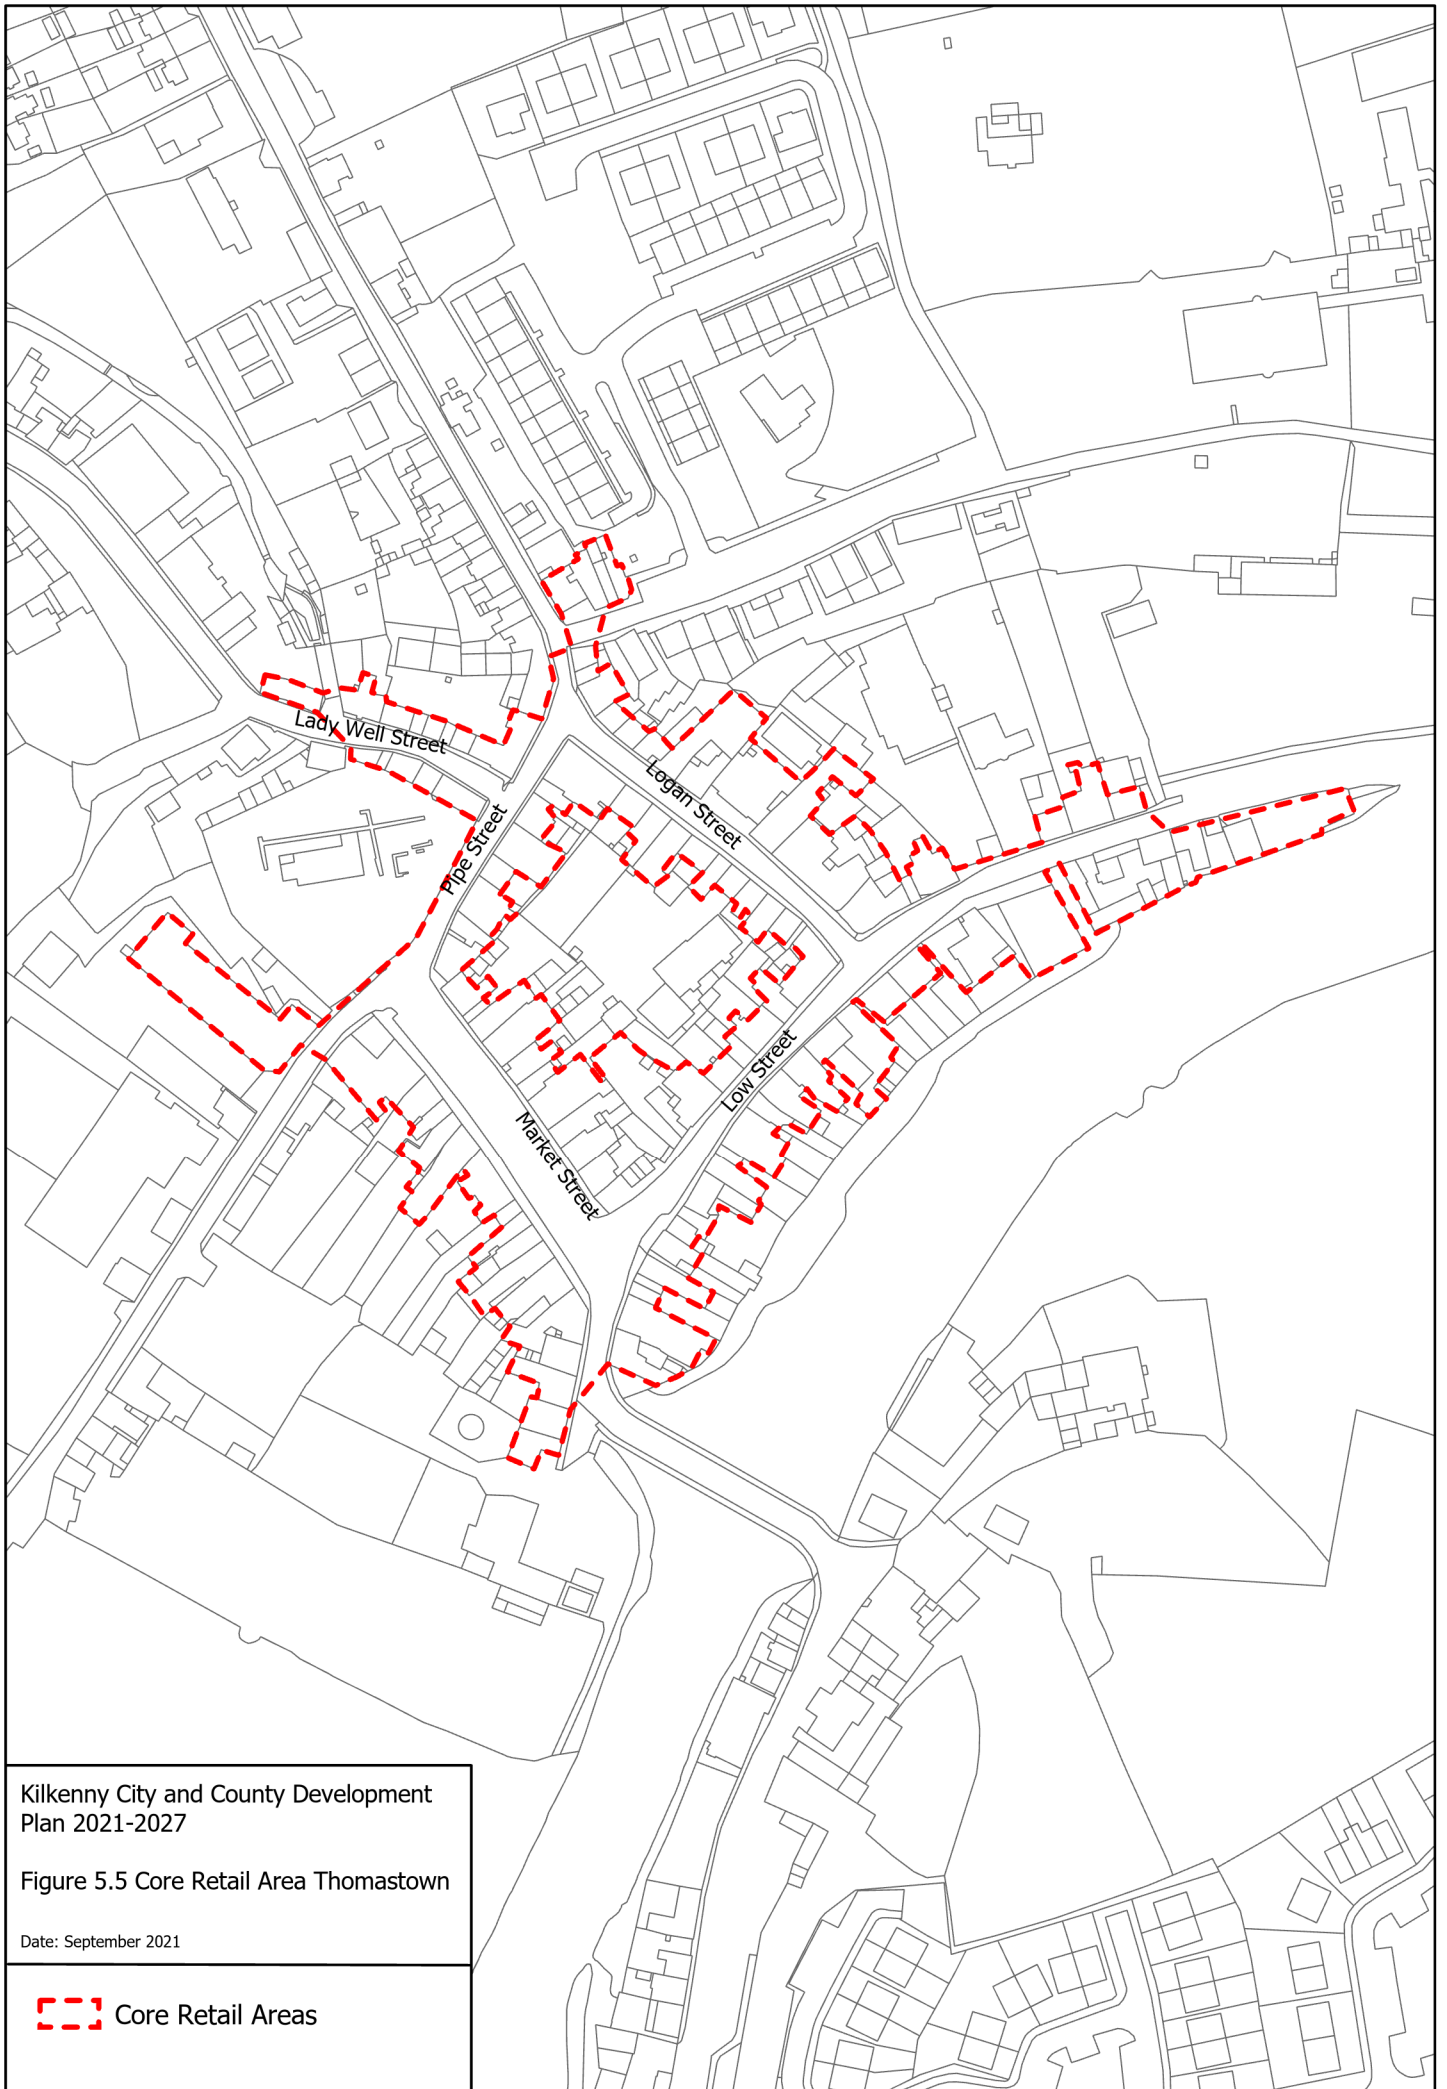 Lady Well Street
Logan Street
Pipe Street
Low Street
Market Street
Kilkenny City and County Development
Plan 2021-2027
Figure 5.5 Core Retail Area Thomastown
Date: September 2021
Core Retail Areas